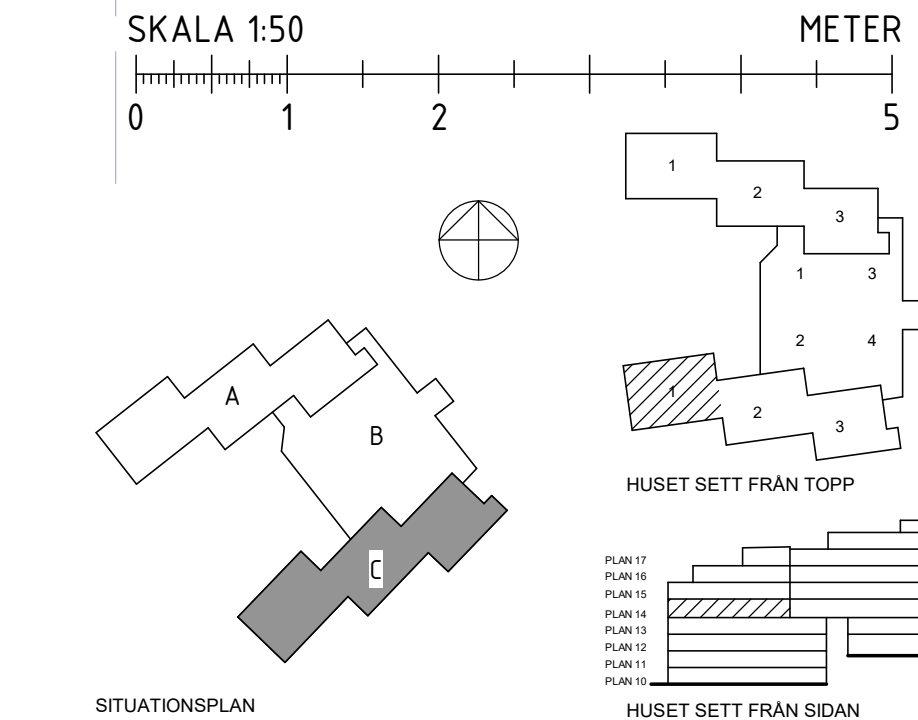 SKALA 1:50 METER
0 1 2 5
1
2
3
1 3
2 4
1
2
3
HUSET SETT FRÅN TOPP
A
B
C
SITUATIONSPLAN
PLAN 17
PLAN 16
PLAN 15
PLAN 14
PLAN 13
PLAN 12
PLAN 11
PLAN 10
HUSET SETT FRÅN SIDAN